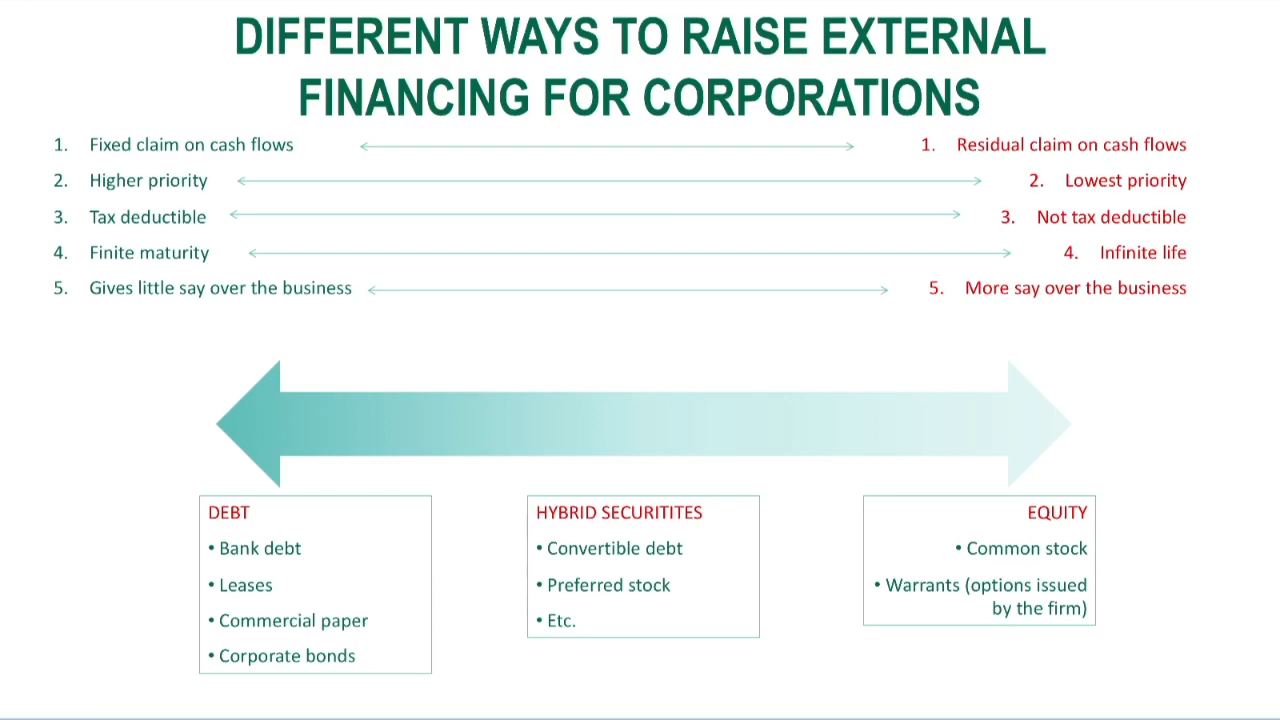 DIFFERENT WAYS TO RAISE EXTERNAL
FINANCING FOR CORPORATIONS
1. Fixed claim on cash flows
1. Residual claim on cash flows
2. Higher priority
2. Lowest priority
3. Tax deductible
3. Not tax deductible
4. Finite maturity
4. Infinite life
5. Gives little say over the business
5. More say over the business
DEBT
• Bank debt
• Leases
• Commercial paper
• Corporate bonds
HYBRID SECURITITES
• Convertible debt
• Preferred stock
• Etc.
EQUITY
• Common stock
• Warrants (options issued
by the firm)